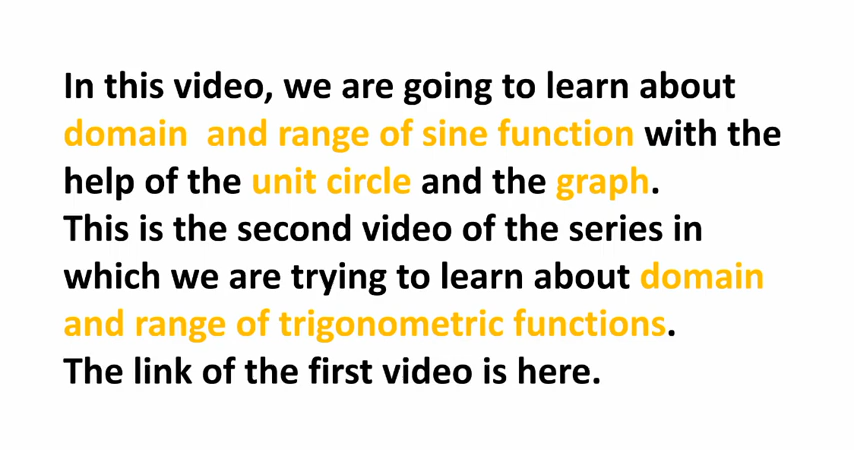 In this video, we are going to learn about
domain  and range of sine function with the
help of the unit circle and the graph.
This is the second video of the series in
which we are trying to learn about domain
and range of trigonometric functions.
The link of the first video is here.